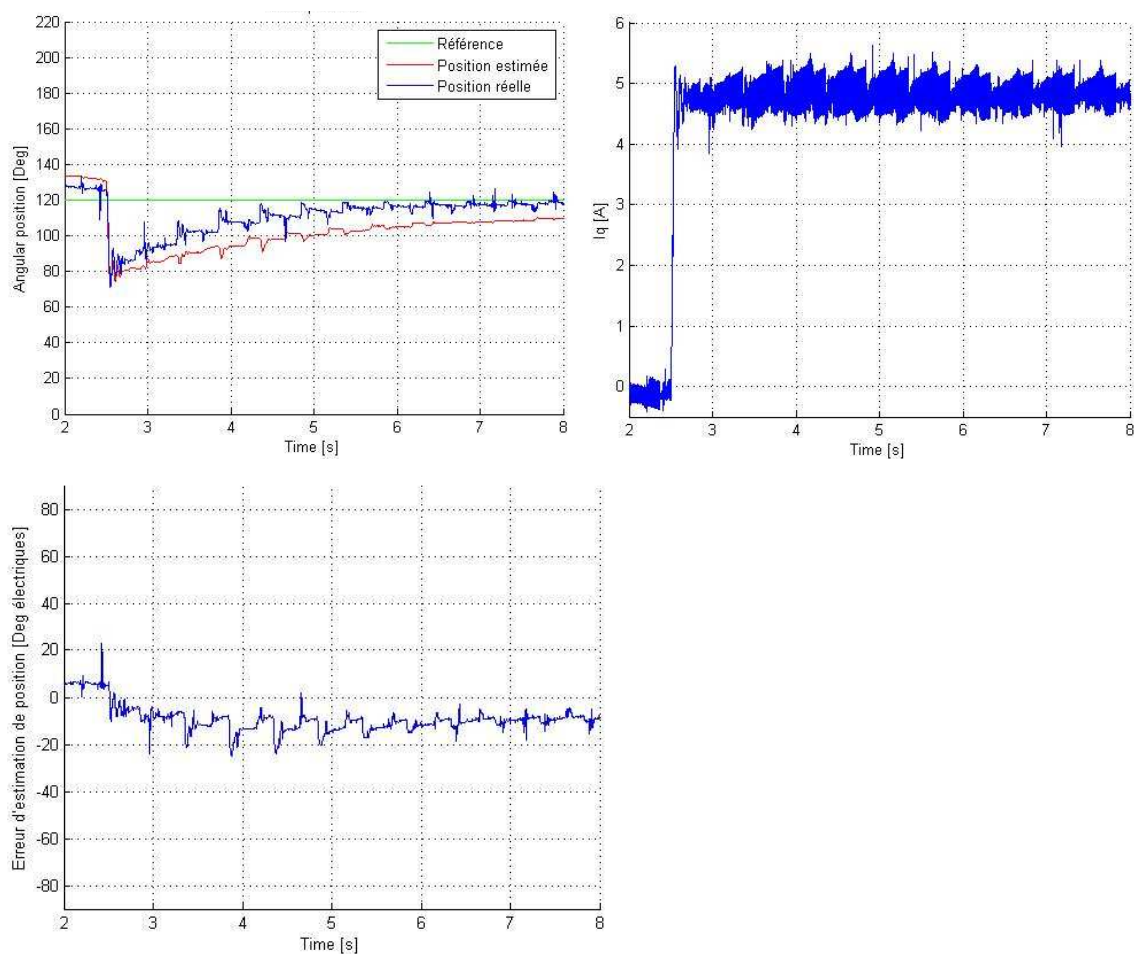 220
200
180
160
140
120
100
80
60
40
20
0
Angular position [Deg]
Référence
Position estimée
Position réelle
2 3 4 5 6 7 8
Time [s]
6
5
4
3
2
1
0
Iq [A]
2 3 4 5 6 7 8
Time [s]
80
60
40
20
0
-20
-40
-60
-80
Erreur d'estimation de position [Deg électriques]
2 3 4 5 6 7 8
Time [s]